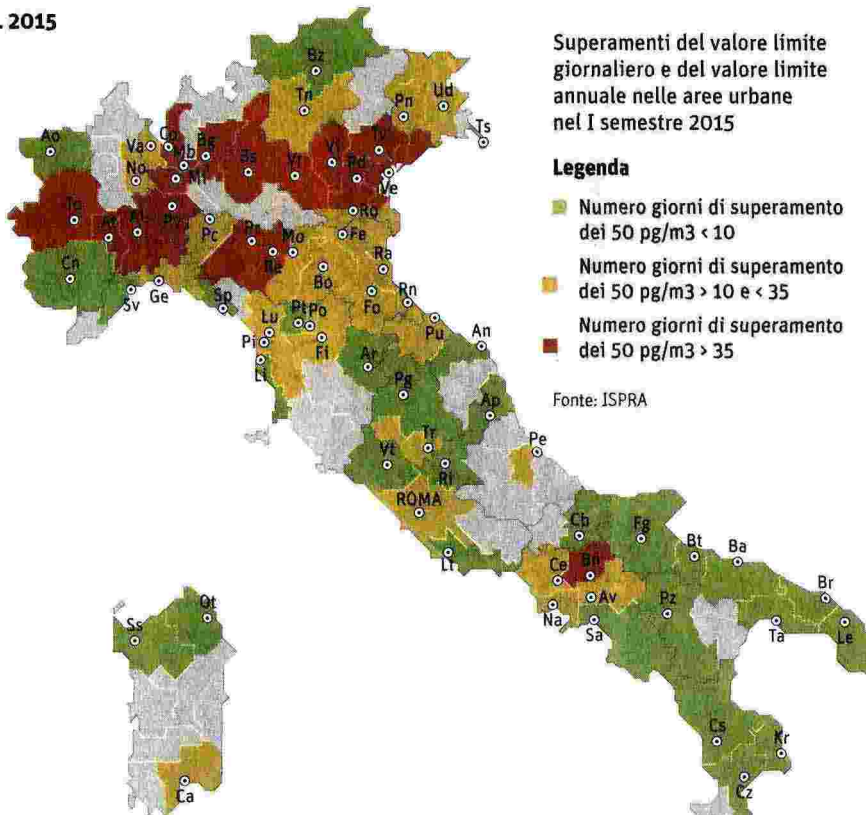 . 2015
Superamenti del valore limite
giornaliero e del valore limite
annuale nelle aree urbane
nel I semestre 2015
Legenda
Numero giorni di superamento
dei 50 pg/m3 < 10
Numero giorni di superamento
dei 50 pg/m3 > 10 e < 35
Numero giorni di superamento
dei 50 pg/m3 > 35
Fonte: ISPRA
Bz
Tn
Pn
Ud
Ts
Ao
Va
Co
Bg
Mb
No
Mi
Bs
Vr
Vi
Pd
Ve
To
At
Al
Pc
Pr
Re
Mo
Ro
Fe
Cn
Sv
Ge
Sp
Bo
Ra
Fo
Rn
Pu
An
Lu
Pt
Po
Pi
Fi
Li
Ar
Pg
Ap
Vt
Tr
Ri
Pe
ROMA
Lt
Cb
Fg
Bt
Ba
Ce
Bn
Av
Na
Sa
Pz
Ta
Br
Le
Ss
Ot
Ca
Cs
Kr
Cz